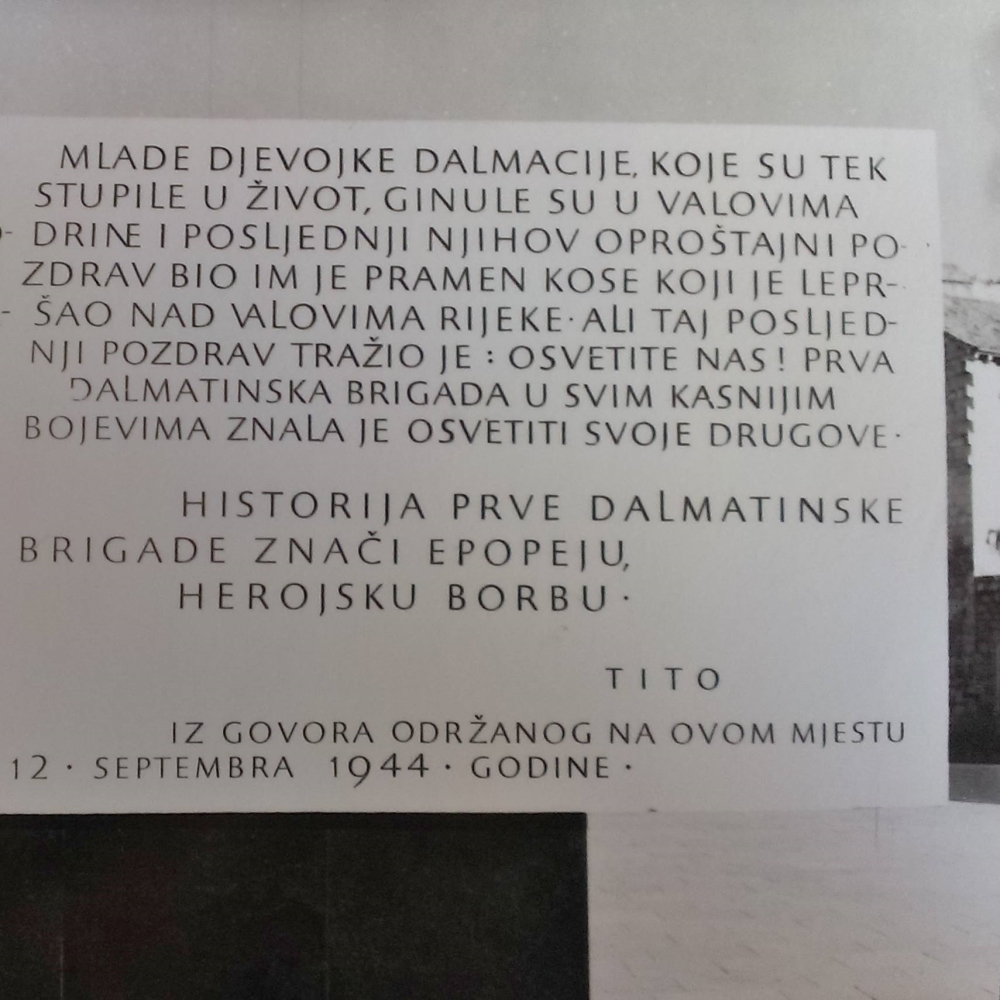 MLADE DJEVOJKE DALMACIJE, KOJE SU TEK
STUPILE U ŽIVOT, GINULE SU U VALOVIMA
DRINE I POSLJEDNJI NJIHOV OPROŠTAJNI PO-
ZDRAV BIO IM JE PRAMEN KOSE KOJI JE LEPR-
ŠAO NAD VALOVIMA RIJEKE· ALI TAJ POSLJED-
NJI POZDRAV TRAŽIO JE : OSVETITE NAS! PRVA
DALMATINSKA BRIGADA U SVIM KASNIJIM
BOJEVIMA ZNALA JE OSVETITI SVOJE DRUGOVE·
HISTORIJA PRVE DALMATINSKE
BRIGADE ZNAČI EPOPEJU,
HEROJSKU BORBU·
TITO
IZ GOVORA ODRŽANOG NA OVOM MJESTU
12 · SEPTEMBRA 1944 · GODINE ·